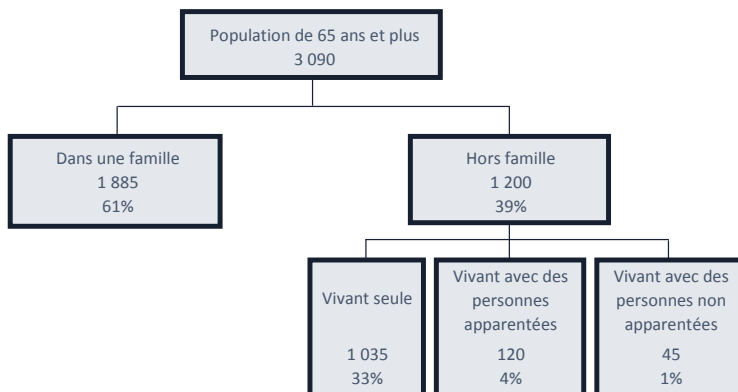 Population de 65 ans et plus
3 090
Dans une famille
1 885
61%
Hors famille
1 200
39%
Vivant seule
1 035
33%
Vivant avec des
personnes
apparentées
120
4%
Vivant avec des
personnes non
apparentées
45
1%